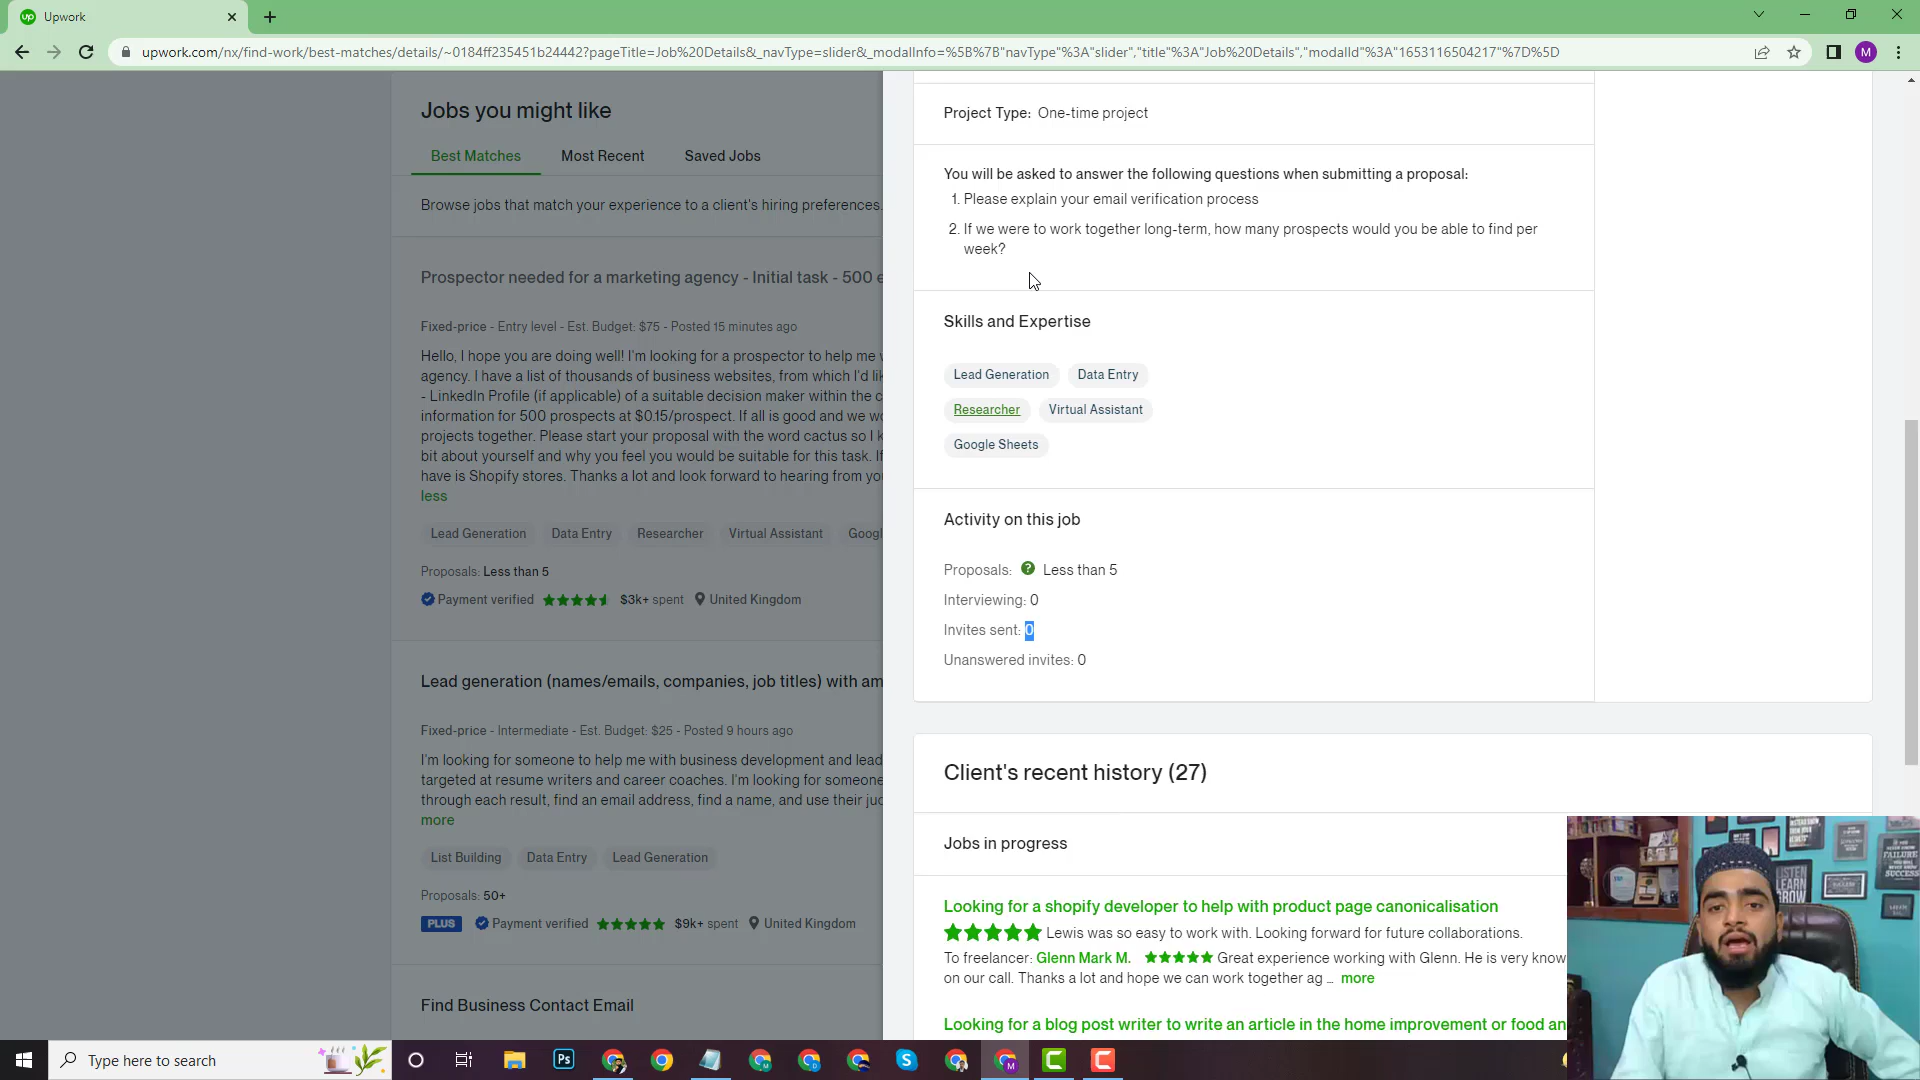 Upwork
upwork.com/nx/find-work/best-matches/details/~0184ff235451b24442?pageTitle=Job%20Details&_navType=slider&_modalInfo=%5B%7B"navType"%3A"slider","title"%3A"Job%20Details","modalId"%3A"1653116504217"%7D%5D
M
Jobs you might like
Best Matches Most Recent Saved Jobs
Browse jobs that match your experience to a client's hiring preferences.
Prospector needed for a marketing agency - Initial task - 500 e
Fixed-price - Entry level - Est. Budget: $75 - Posted 15 minutes ago
Hello, I hope you are doing well! I'm looking for a prospector to help me
agency. I have a list of thousands of business websites, from which I'd lik
- LinkedIn Profile (if applicable) of a suitable decision maker within the c
information for 500 prospects at $0.15/prospect. If all is good and we wo
projects together. Please start your proposal with the word cactus so I k
bit about yourself and why you feel you would be suitable for this task. If
have is Shopify stores. Thanks a lot and look forward to hearing from yo
less
Lead Generation Data Entry Researcher Virtual Assistant Googl
Proposals: Less than 5
Payment verified $3k+ spent United Kingdom
Lead generation (names/emails, companies, job titles) with am
Fixed-price - Intermediate - Est. Budget: $25 - Posted 9 hours ago
I'm looking for someone to help me with business development and lead
targeted at resume writers and career coaches. I'm looking for someone
through each result, find an email address, find a name, and use their juc
more
List Building Data Entry Lead Generation
Proposals: 50+
PLUS Payment verified $9k+ spent United Kingdom
Find Business Contact Email
Project Type: One-time project
You will be asked to answer the following questions when submitting a proposal:
1. Please explain your email verification process
2. If we were to work together long-term, how many prospects would you be able to find per
week?
Skills and Expertise
Lead Generation Data Entry
Researcher Virtual Assistant
Google Sheets
Activity on this job
Proposals: ? Less than 5
Interviewing: 0
Invites sent: 0
Unanswered invites: 0
Client's recent history (27)
Jobs in progress
Looking for a shopify developer to help with product page canonicalisation
Lewis was so easy to work with. Looking forward for future collaborations.
To freelancer: Glenn Mark M. Great experience working with Glenn. He is very know
on our call. Thanks a lot and hope we can work together ag ... more
Looking for a blog post writer to write an article in the home improvement or food an
LISTEN
LEARN
GROW
FAILURE
SUCCESS
Type here to search
Ps